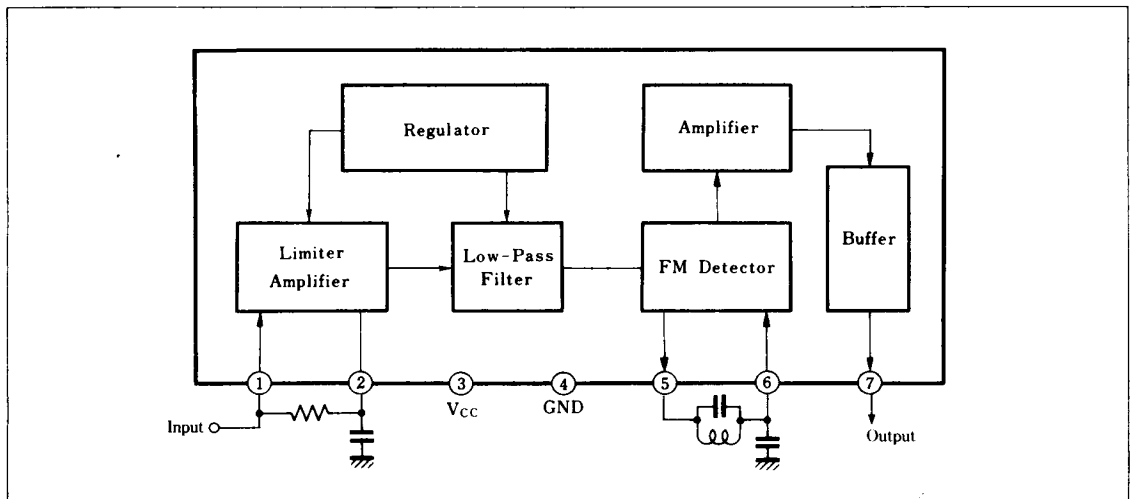 Regulator
Amplifier
Limiter
Amplifier
Low-Pass
Filter
FM Detector
Buffer
1
2
3
4
5
6
7
VCC
GND
Input
Output